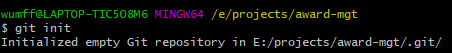 wumff@LAPTOP-TIC5O8M6 MINGW64 /e/projects/award-mgt
$ git init
Initialized empty Git repository in E:/projects/award-mgt/.git/